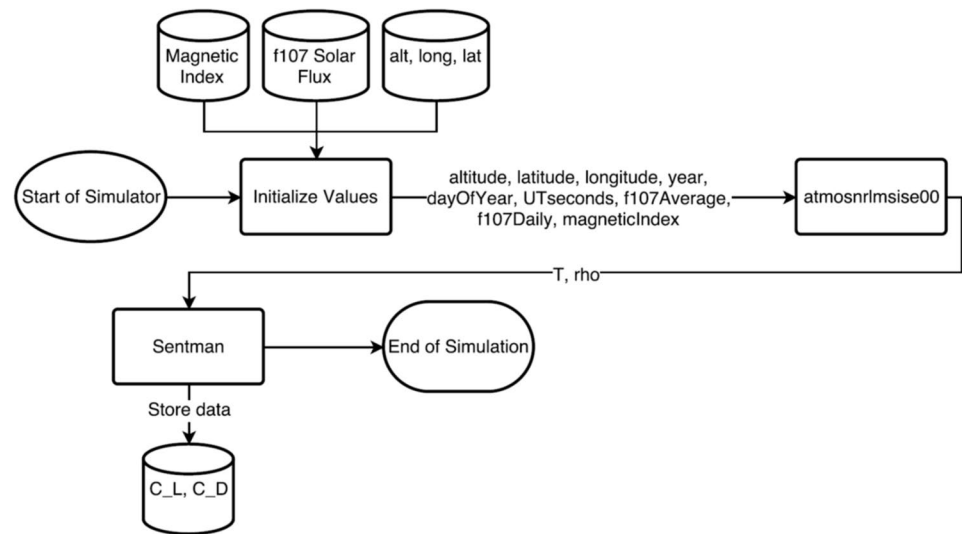 Magnetic
Index
f107 Solar
Flux
alt, long, lat
Start of Simulator
Initialize Values
altitude, latitude, longitude, year,
dayOfYear, UTseconds, f107Average,
f107Daily, magneticIndex
atmosnrlmsise00
T, rho
Sentman
End of Simulation
Store data
C_L, C_D